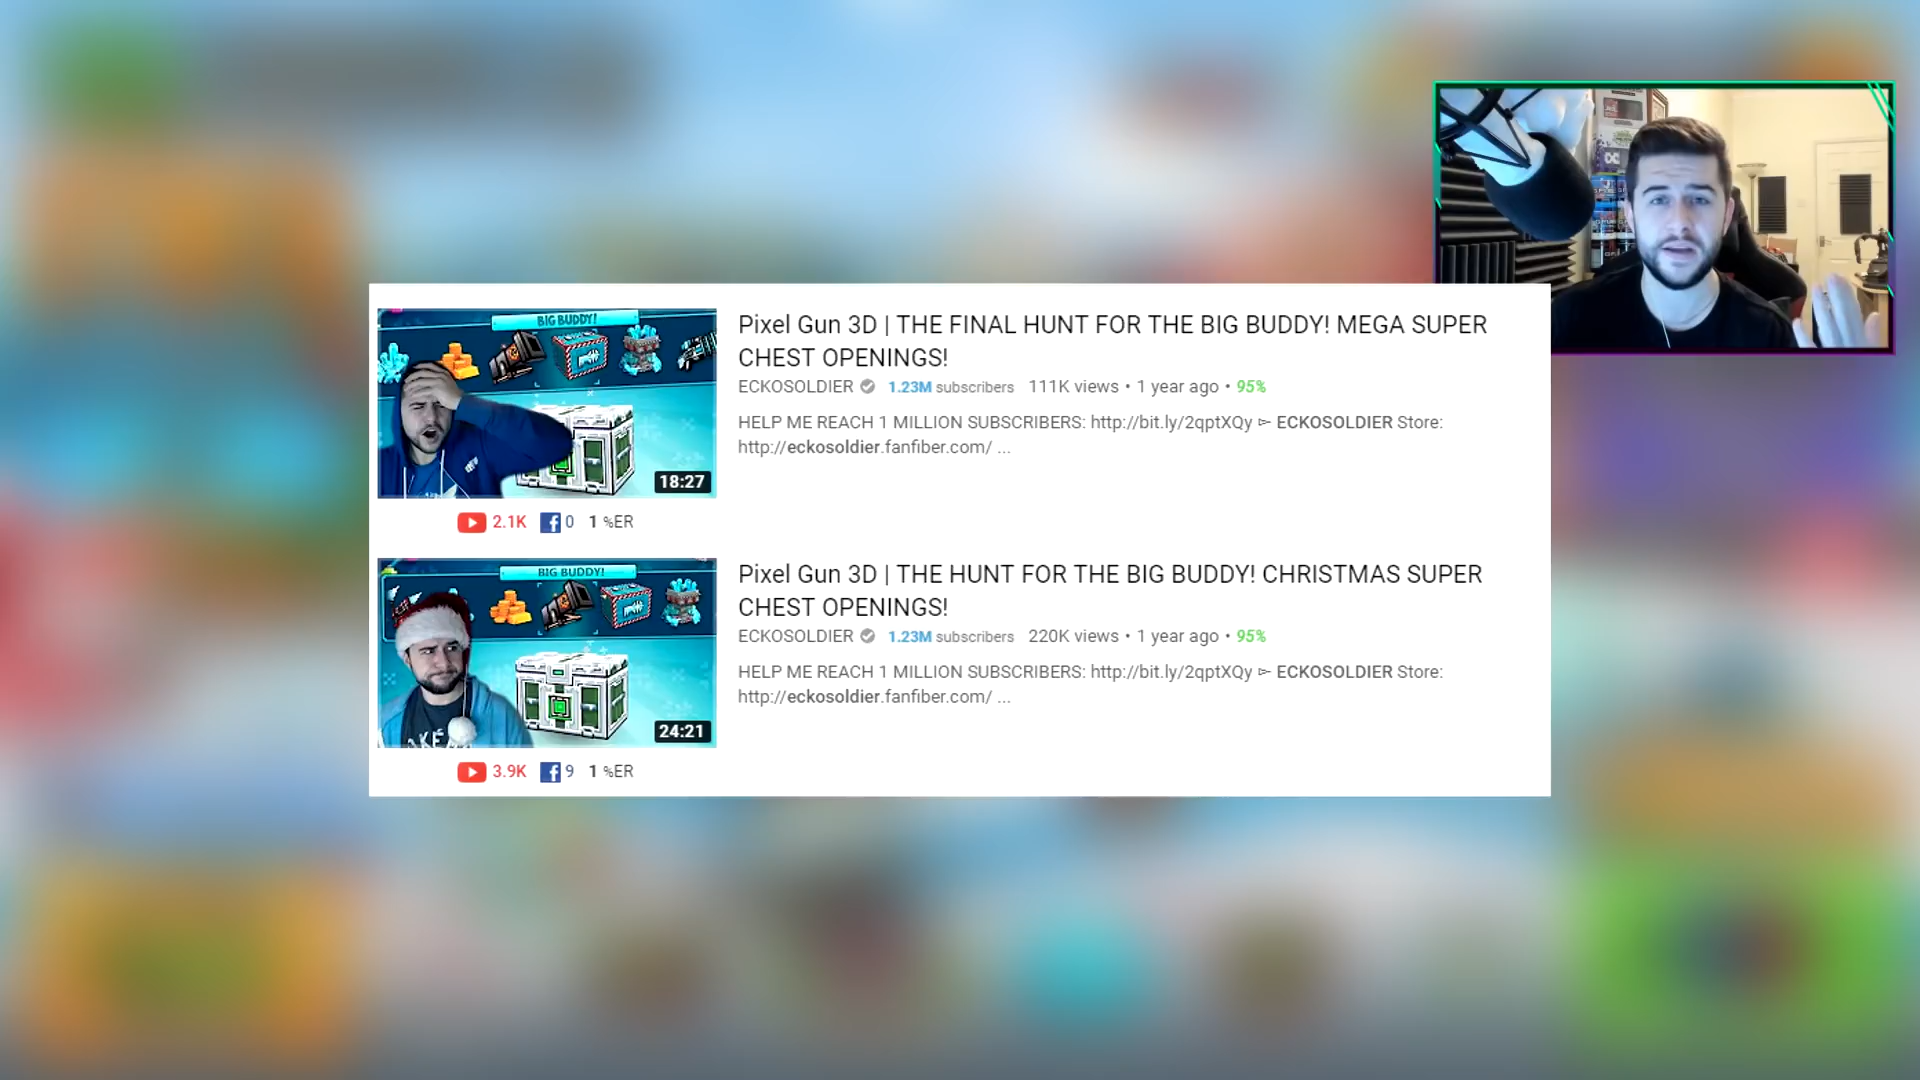 BIG BUDDY!
18:27
Pixel Gun 3D | THE FINAL HUNT FOR THE BIG BUDDY! MEGA SUPER
CHEST OPENINGS!
ECKOSOLDIER 1.23M subscribers 111K views • 1 year ago • 95%
HELP ME REACH 1 MILLION SUBSCRIBERS: http://bit.ly/2qptXQy ⊳ ECKOSOLDIER Store:
http://eckosoldier.fanfiber.com/ ...
2.1K 0 1 %ER
BIG BUDDY!
24:21
Pixel Gun 3D | THE HUNT FOR THE BIG BUDDY! CHRISTMAS SUPER
CHEST OPENINGS!
ECKOSOLDIER 1.23M subscribers 220K views • 1 year ago • 95%
HELP ME REACH 1 MILLION SUBSCRIBERS: http://bit.ly/2qptXQy ⊳ ECKOSOLDIER Store:
http://eckosoldier.fanfiber.com/ ...
3.9K 9 1 %ER